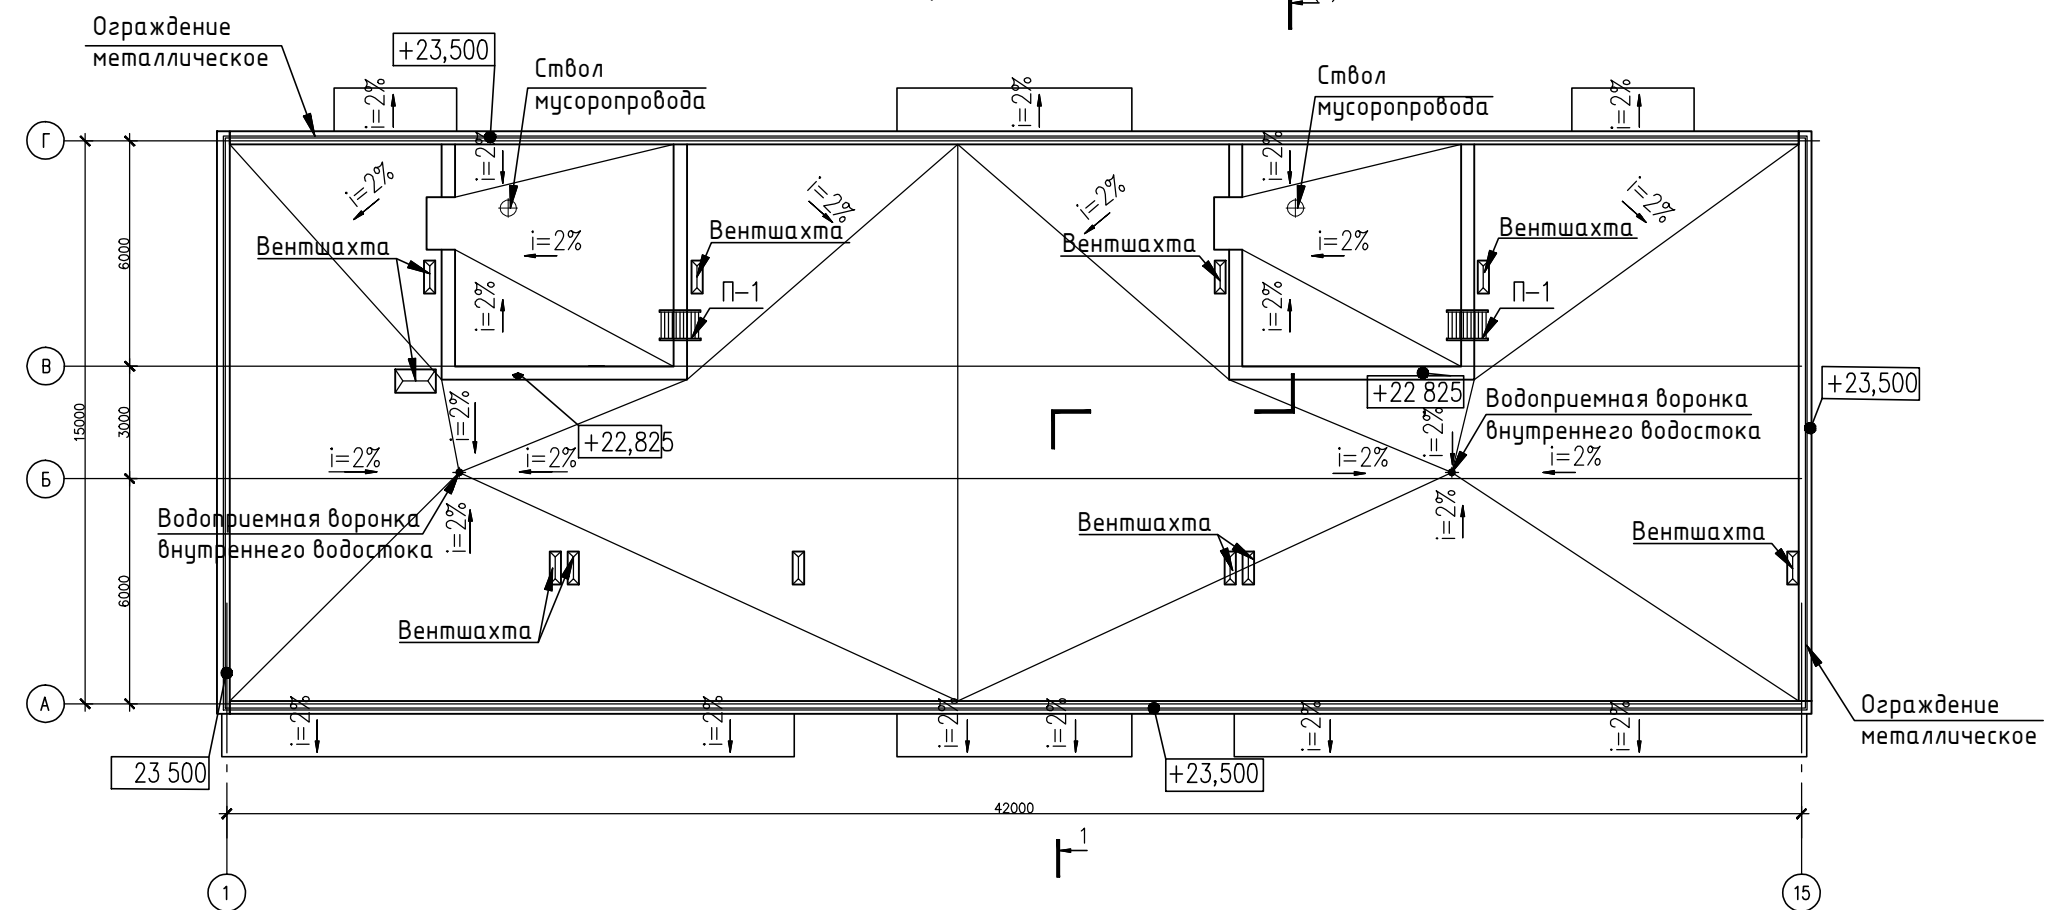 Ограждение
металлическое
+23,500
Ствол
мусоропровода
Ствол
мусоропровода
i=2%
i=2%
i=2%
Г
i=2%
i=2%
i=2%
i=2%
i=2%
i=2%
Вентшахта
i=2%
Вентшахта
Вентшахта
i=2%
Вентшахта
6000
i=2%
П-1
i=2%
П-1
В
+22,825
+22 825
+23,500
15000
3000
i=2%
i=2%
Водоприемная воронка
внутреннего водостока
i=2%
i=2%
i=2%
i=2%
Б
Водоприемная воронка
внутреннего водостока
i=2%
i=2%
Вентшахта
Вентшахта
6000
Вентшахта
А
i=2%
i=2%
i=2%
i=2%
i=2%
i=2%
Ограждение
металлическое
23 500
+23,500
42000
1
1
15